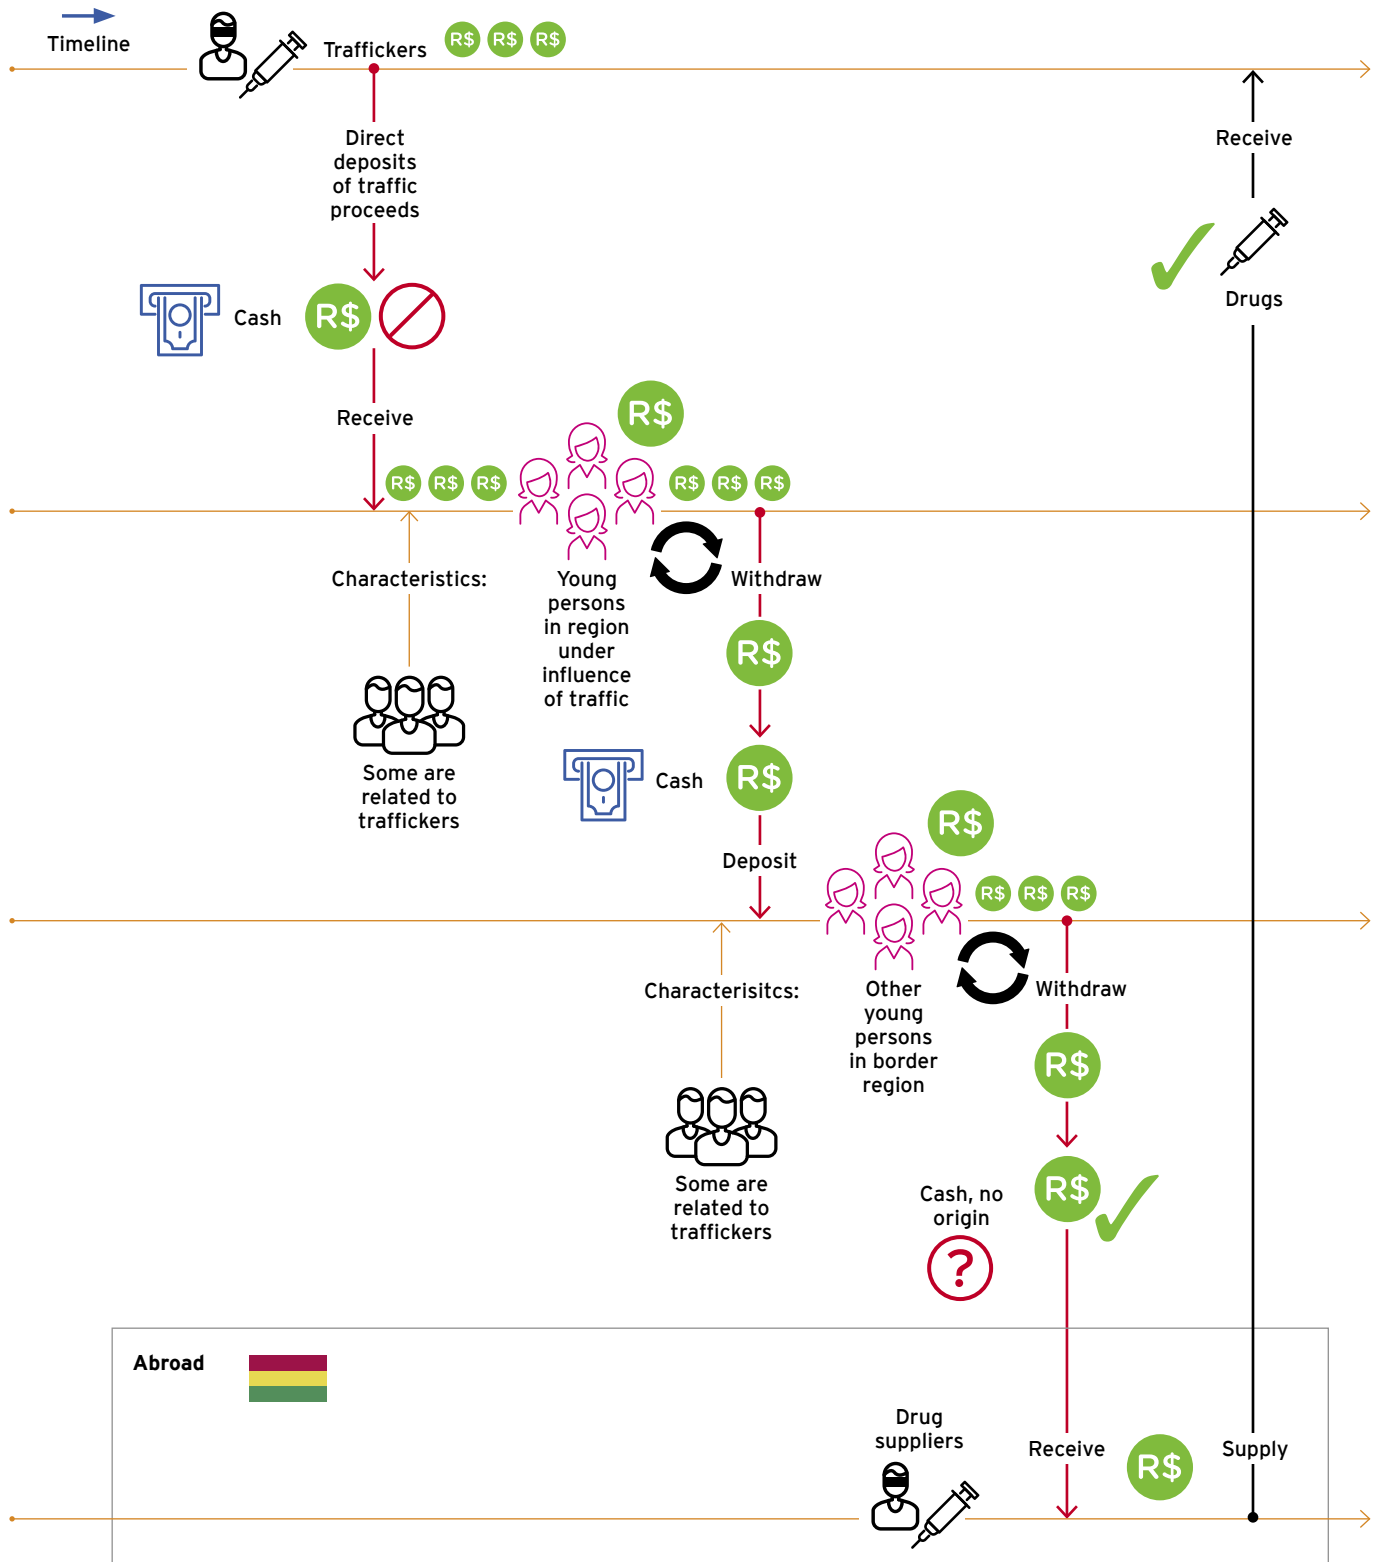 Timeline
Traffickers
R$ R$ R$
Direct
deposits
of traffic
proceeds
Receive
Drugs
Cash
R$
Receive
R$
R$ R$ R$
R$ R$ R$
Characteristics:
Young
persons
in region
under
influence
of traffic
Withdraw
R$
Some are
related to
traffickers
Cash
R$
Deposit
R$
R$ R$ R$
Characterisitcs:
Other
young
persons
in border
region
Withdraw
R$
Some are
related to
traffickers
Cash, no
origin
?
R$
Abroad
Drug
suppliers
Receive
R$
Supply